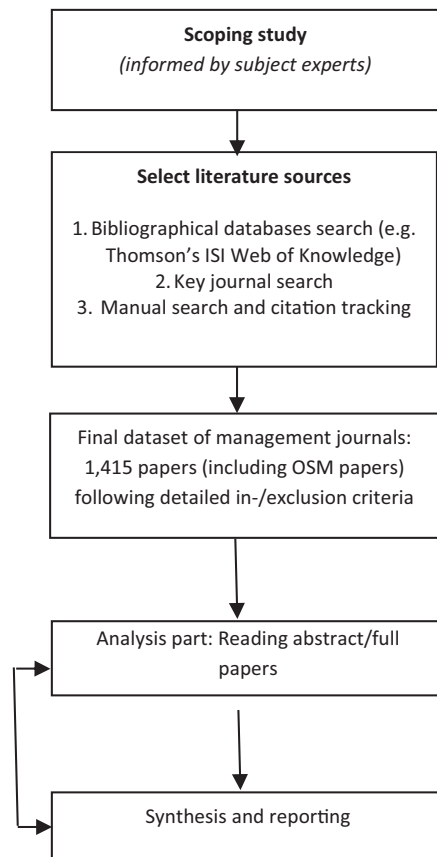 Scoping study
(informed by subject experts)
Select literature sources
1. Bibliographical databases search (e.g.
Thomson's ISI Web of Knowledge)
2. Key journal search
3. Manual search and citation tracking
Final dataset of management journals:
1,415 papers (including OSM papers)
following detailed in-/exclusion criteria
Analysis part: Reading abstract/full
papers
Synthesis and reporting